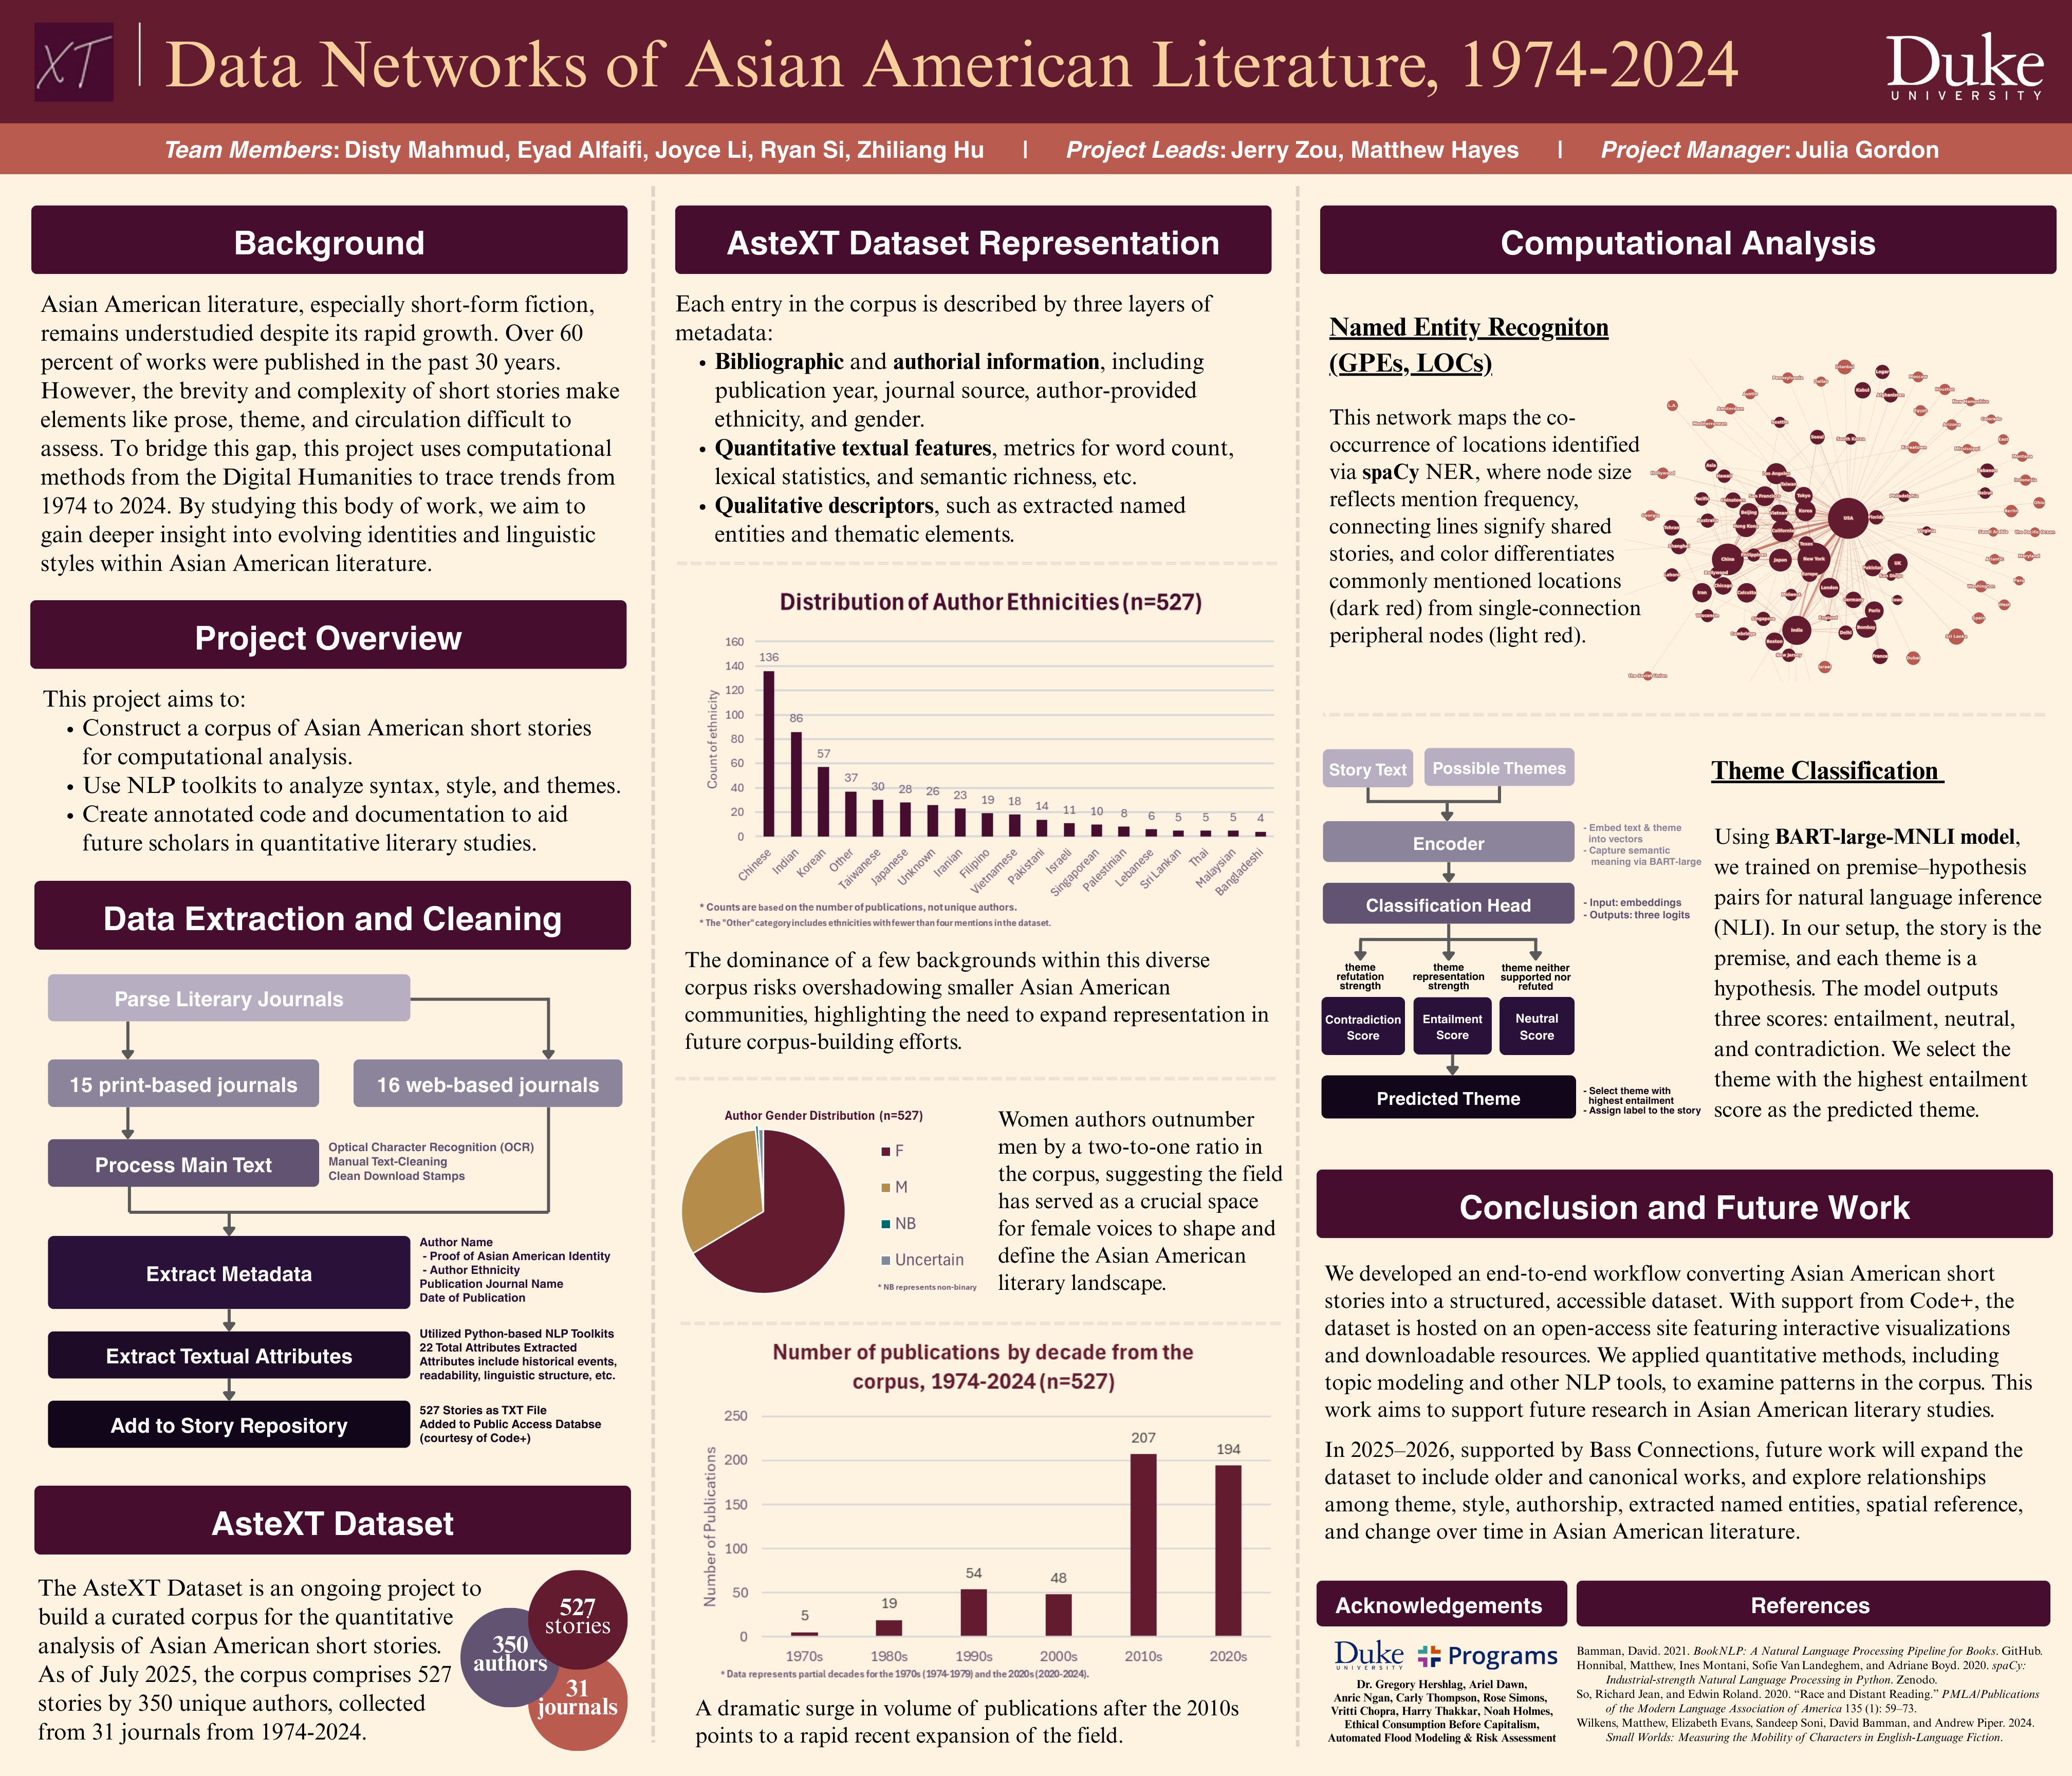 XT
Data Networks of Asian American Literature, 1974-2024
Duke
UNIVERSITY
Team Members: Disty Mahmud, Eyad Alfaifi, Joyce Li, Ryan Si, Zhiliang Hu | Project Leads: Jerry Zou, Matthew Hayes | Project Manager: Julia Gordon
Background
Asian American literature, especially short-form fiction,
remains understudied despite its rapid growth. Over 60
percent of works were published in the past 30 years.
However, the brevity and complexity of short stories make
elements like prose, theme, and circulation difficult to
assess. To bridge this gap, this project uses computational
methods from the Digital Humanities to trace trends from
1974 to 2024. By studying this body of work, we aim to
gain deeper insight into evolving identities and linguistic
styles within Asian American literature.
Project Overview
This project aims to:
• Construct a corpus of Asian American short stories
for computational analysis.
• Use NLP toolkits to analyze syntax, style, and themes.
• Create annotated code and documentation to aid
future scholars in quantitative literary studies.
Data Extraction and Cleaning
Parse Literary Journals
15 print-based journals
16 web-based journals
Process Main Text
Optical Character Recognition (OCR)
Manual Text-Cleaning
Clean Download Stamps
Extract Metadata
Author Name
- Proof of Asian American Identity
- Author Ethnicity
Publication Journal Name
Date of Publication
Extract Textual Attributes
Utilized Python-based NLP Toolkits
22 Total Attributes Extracted
Attributes include historical events,
readability, linguistic structure, etc.
Add to Story Repository
527 Stories as TXT File
Added to Public Access Databse
(courtesy of Code+)
AsteXT Dataset
The AsteXT Dataset is an ongoing project to
build a curated corpus for the quantitative
analysis of Asian American short stories.
As of July 2025, the corpus comprises 527
stories by 350 unique authors, collected
from 31 journals from 1974-2024.
527
stories
350
authors
31
journals
AsteXT Dataset Representation
Each entry in the corpus is described by three layers of
metadata:
• Bibliographic and authorial information, including
publication year, journal source, author-provided
ethnicity, and gender.
• Quantitative textual features, metrics for word count,
lexical statistics, and semantic richness, etc.
• Qualitative descriptors, such as extracted named
entities and thematic elements.
Distribution of Author Ethnicities (n=527)
Count of ethnicity
160
140
120
100
80
60
40
20
0
136
86
57
37
30
28
26
23
19
18
14
11
10
8
6
5
5
5
4
Chinese
Indian
Korean
Other
Taiwanese
Japanese
Unknown
Iranian
Filipino
Vietnamese
Pakistani
Israeli
Singaporean
Palestinian
Lebanese
Sri Lankan
Thai
Malaysian
Bangladeshi
* Counts are based on the number of publications, not unique authors.
* The "Other" category includes ethnicities with fewer than four mentions in the dataset.
The dominance of a few backgrounds within this diverse
corpus risks overshadowing smaller Asian American
communities, highlighting the need to expand representation in
future corpus-building efforts.
Author Gender Distribution (n=527)
F
M
NB
Uncertain
* NB represents non-binary
Women authors outnumber
men by a two-to-one ratio in
the corpus, suggesting the field
has served as a crucial space
for female voices to shape and
define the Asian American
literary landscape.
Number of publications by decade from the
corpus, 1974-2024 (n=527)
Number of Publications
250
200
150
100
50
0
5
19
54
48
207
194
1970s
1980s
1990s
2000s
2010s
2020s
* Data represents partial decades for the 1970s (1974-1979) and the 2020s (2020-2024).
A dramatic surge in volume of publications after the 2010s
points to a rapid recent expansion of the field.
Computational Analysis
Named Entity Recogniton
(GPEs, LOCs)
This network maps the co-
occurrence of locations identified
via spaCy NER, where node size
reflects mention frequency,
connecting lines signify shared
stories, and color differentiates
commonly mentioned locations
(dark red) from single-connection
peripheral nodes (light red).
USA
China
India
New York
Japan
California
Korea
Tokyo
Beijing
Seoul
Kabul
London
Paris
UK
Iran
Calcutta
Chicago
Boston
Delhi
Bombay
France
Texas
Europe
Theme Classification
Story Text
Possible Themes
Encoder
- Embed text & theme
into vectors
- Capture semantic
meaning via BART-large
Classification Head
- Input: embeddings
- Outputs: three logits
theme
refutation
strength
theme
representation
strength
theme neither
supported nor
refuted
Contradiction
Score
Entailment
Score
Neutral
Score
Predicted Theme
- Select theme with
highest entailment
- Assign label to the story
Using BART-large-MNLI model,
we trained on premise–hypothesis
pairs for natural language inference
(NLI). In our setup, the story is the
premise, and each theme is a
hypothesis. The model outputs
three scores: entailment, neutral,
and contradiction. We select the
theme with the highest entailment
score as the predicted theme.
Conclusion and Future Work
We developed an end-to-end workflow converting Asian American short
stories into a structured, accessible dataset. With support from Code+, the
dataset is hosted on an open-access site featuring interactive visualizations
and downloadable resources. We applied quantitative methods, including
topic modeling and other NLP tools, to examine patterns in the corpus. This
work aims to support future research in Asian American literary studies.
In 2025–2026, supported by Bass Connections, future work will expand the
dataset to include older and canonical works, and explore relationships
among theme, style, authorship, extracted named entities, spatial reference,
and change over time in Asian American literature.
Acknowledgements
Duke
UNIVERSITY
Programs
Dr. Gregory Hershlag, Ariel Dawn,
Anric Ngan, Carly Thompson, Rose Simons,
Vritti Chopra, Harry Thakkar, Noah Holmes,
Ethical Consumption Before Capitalism,
Automated Flood Modeling & Risk Assessment
References
Bamman, David. 2021. BookNLP: A Natural Language Processing Pipeline for Books. GitHub.
Honnibal, Matthew, Ines Montani, Sofie Van Landeghem, and Adriane Boyd. 2020. spaCy:
Industrial-strength Natural Language Processing in Python. Zenodo.
So, Richard Jean, and Edwin Roland. 2020. “Race and Distant Reading.” PMLA/Publications
of the Modern Language Association of America 135 (1): 59–73.
Wilkens, Matthew, Elizabeth Evans, Sandeep Soni, David Bamman, and Andrew Piper. 2024.
Small Worlds: Measuring the Mobility of Characters in English-Language Fiction.